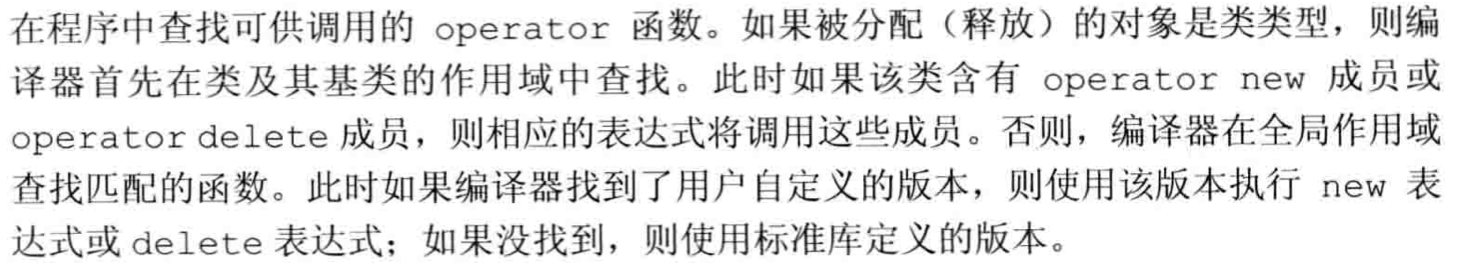 在程序中查找可供调用的 operator 函数。如果被分配（释放）的对象是类类型，则编
译器首先在类及其基类的作用域中查找。此时如果该类含有 operator new 成员或
operator delete 成员，则相应的表达式将调用这些成员。否则，编译器在全局作用域
查找匹配的函数。此时如果编译器找到了用户自定义的版本，则使用该版本执行 new 表
达式或 delete 表达式；如果没找到，则使用标准库定义的版本。